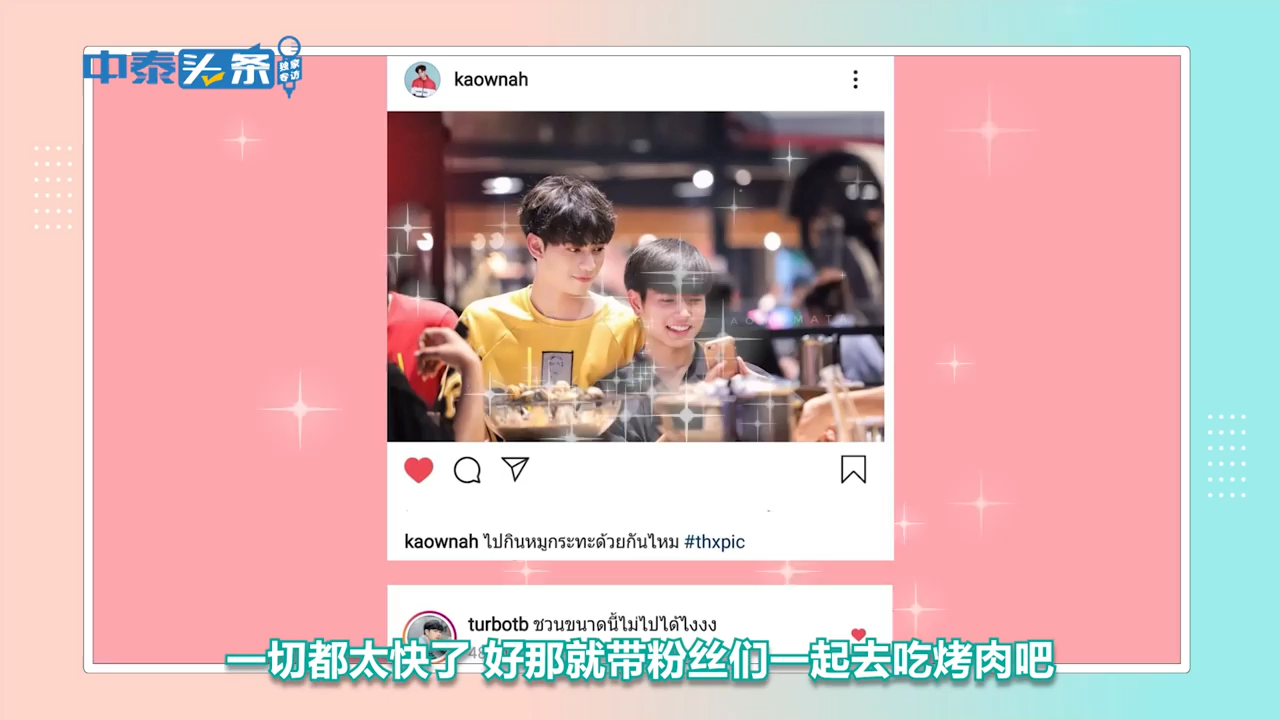 中泰头条
独家
专访
kaownah
kaownah ไปกินหมูกระทะด้วยกันไหม #thxpic
turbotb ชวนขนาดนี้ไม่ไปได้ไงงง
一切都太快了 好那就带粉丝们一起去吃烤肉吧